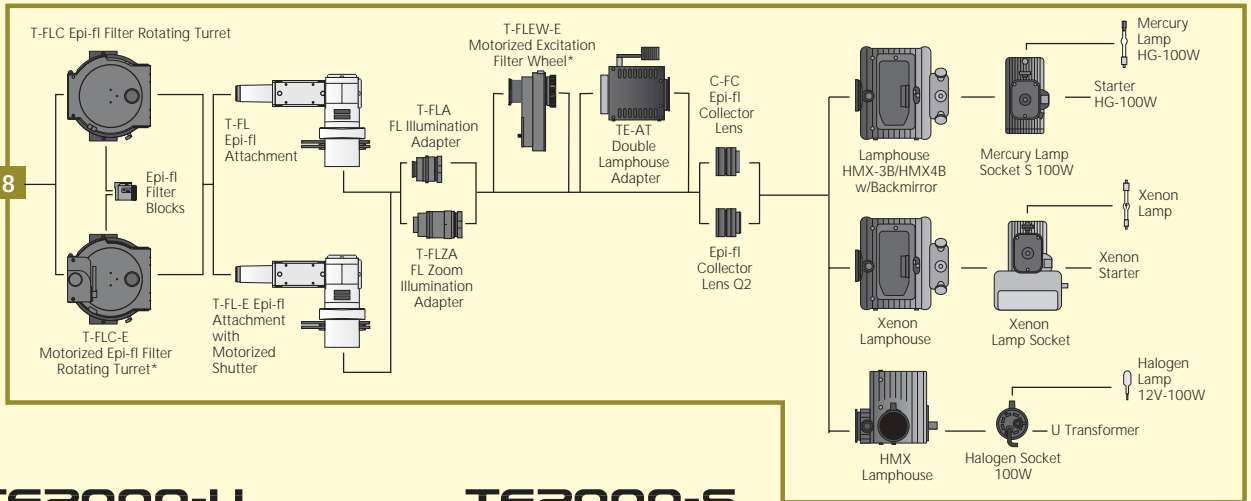 T-FLC Epi-fl Filter Rotating Turret
8
Epi-fl
Filter
Blocks
T-FLC-E
Motorized Epi-fl Filter
Rotating Turret*
T-FL
Epi-fl
Attachment
T-FL-E Epi-fl
Attachment
with
Motorized
Shutter
T-FLA
FL Illumination
Adapter
T-FLZA
FL Zoom
Illumination
Adapter
T-FLEW-E
Motorized Excitation
Filter Wheel*
TE-AT
Double
Lamphouse
Adapter
C-FC
Epi-fl
Collector
Lens
Epi-fl
Collector
Lens Q2
Lamphouse
HMX-3B/HMX4B
w/Backmirror
Mercury Lamp
Socket S 100W
Mercury
Lamp
HG-100W
Starter
HG-100W
Xenon
Lamphouse
Xenon
Lamp Socket
Xenon
Lamp
Xenon
Starter
HMX
Lamphouse
Halogen Socket
100W
Halogen
Lamp
12V-100W
U Transformer
TE2000-U
TE2000-S